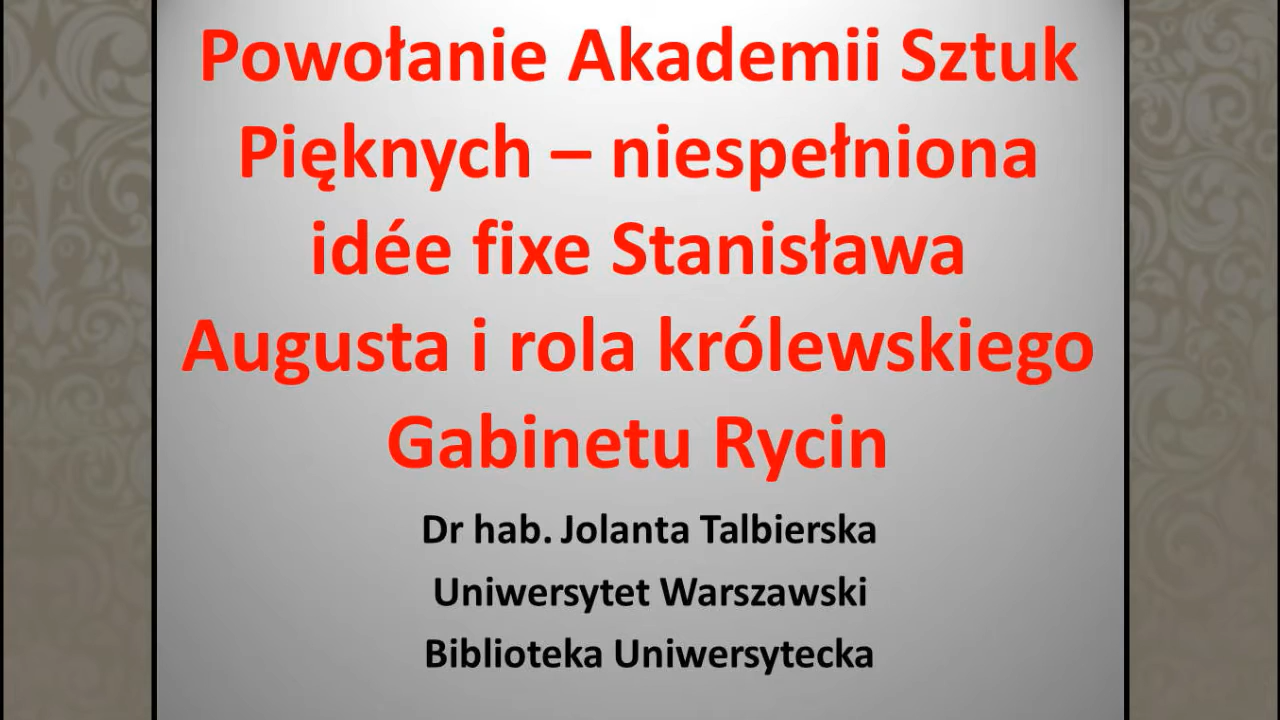 Powołanie Akademii Sztuk
Pięknych – niespełniona
idée fixe Stanisława
Augusta i rola królewskiego
Gabinetu Rycin
Dr hab. Jolanta Talbierska
Uniwersytet Warszawski
Biblioteka Uniwersytecka